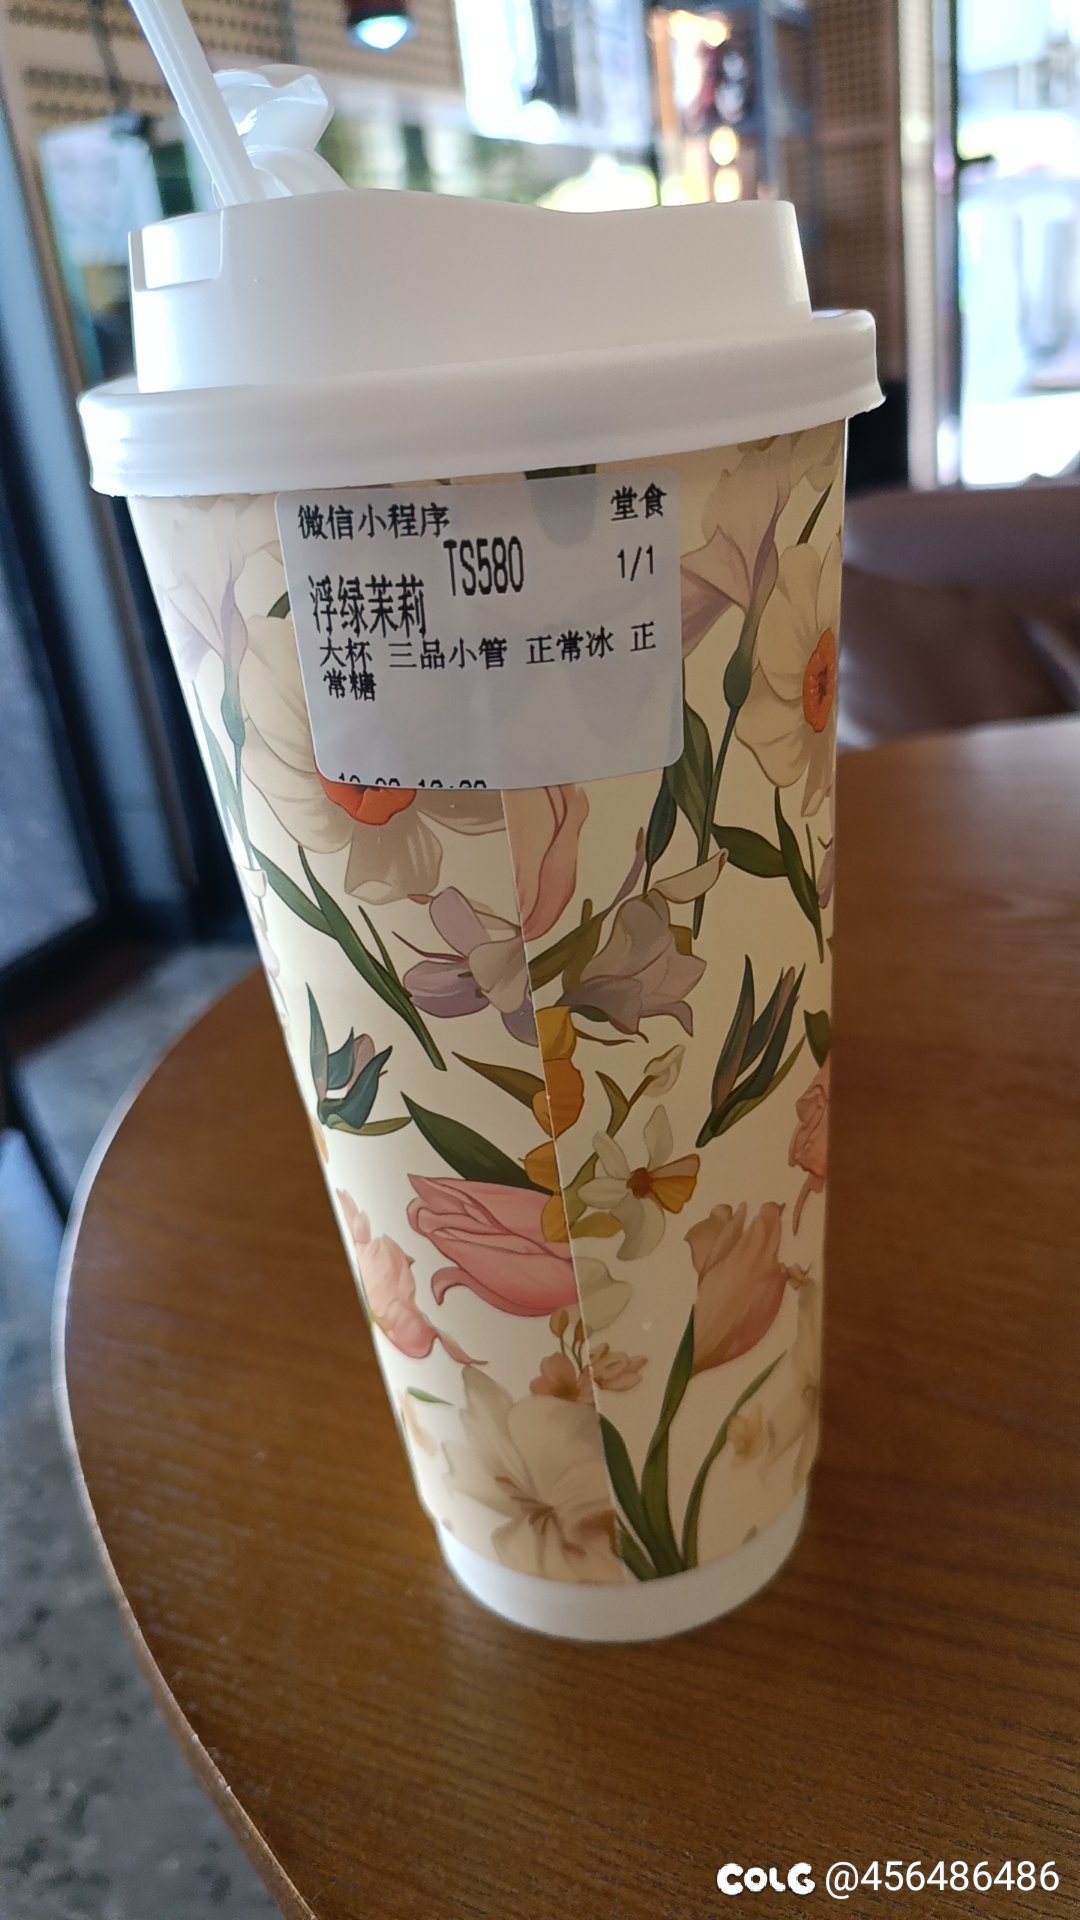 微信小程序 堂食
TS580 1/1
浮绿茉莉
大杯 三品小管 正常冰 正
常糖
COLG @456486486